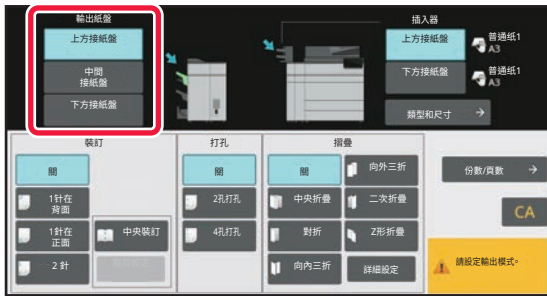 輸出紙盤
上方接紙盤
中間
接紙盤
下方接紙盤
插入器
上方接紙盤
普通紙1
A3
下方接紙盤
普通紙1
A3
類型和尺寸
裝訂
關
1針在
背面
1針在
正面
2 針
中央裝訂
打孔
關
2孔打孔
4孔打孔
摺疊
關
向外三折
中央折疊
二次折疊
對折
Z形折疊
向內三折
詳細設定
份數/頁數
CA
請設定輸出模式。